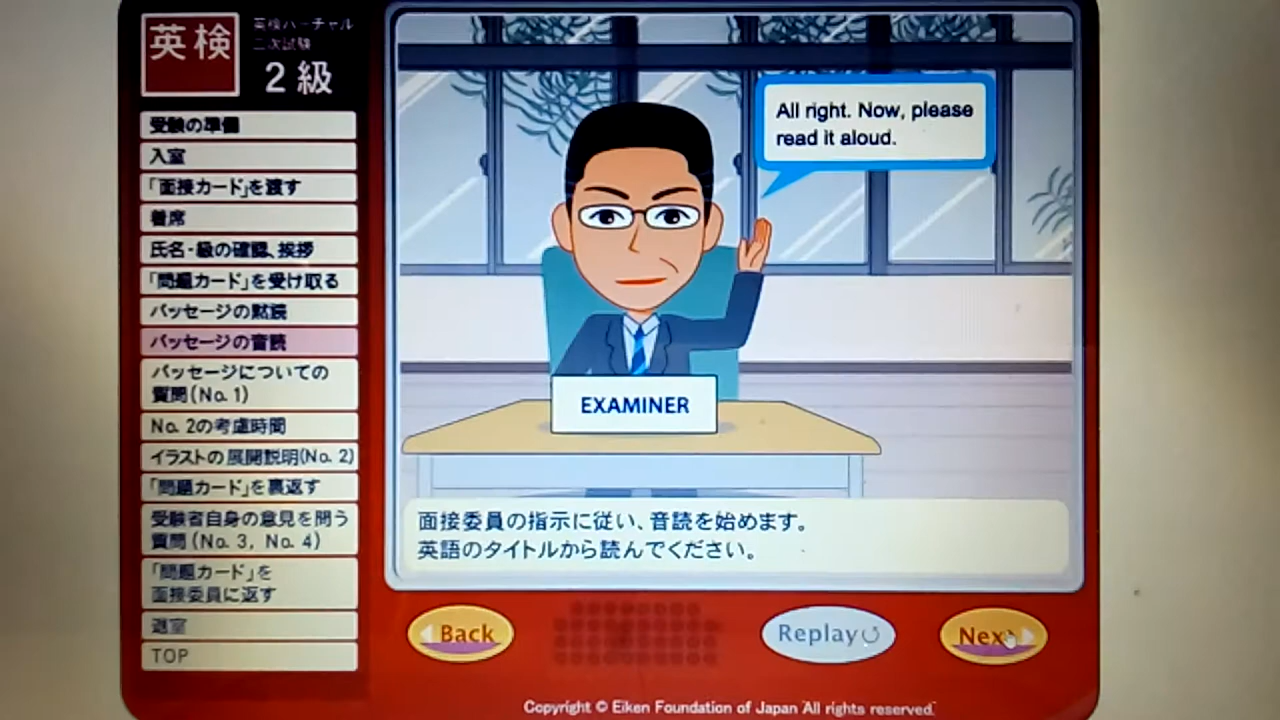 英検
英検バーチャル
二次試験
2級
受験の準備
入室
「面接カード」を渡す
着席
氏名・級の確認、挨拶
「問題カード」を受け取る
パッセージの黙読
パッセージの音読
パッセージについての
質問(No. 1)
No. 2の考慮時間
イラストの展開説明(No. 2)
「問題カード」を裏返す
受験者自身の意見を問う
質問(No. 3, No. 4)
「問題カード」を
面接委員に返す
退室
TOP
All right. Now, please
read it aloud.
EXAMINER
面接委員の指示に従い、音読を始めます。
英語のタイトルから読んでください。
Back
Replay
Next
Copyright © Eiken Foundation of Japan All rights reserved.